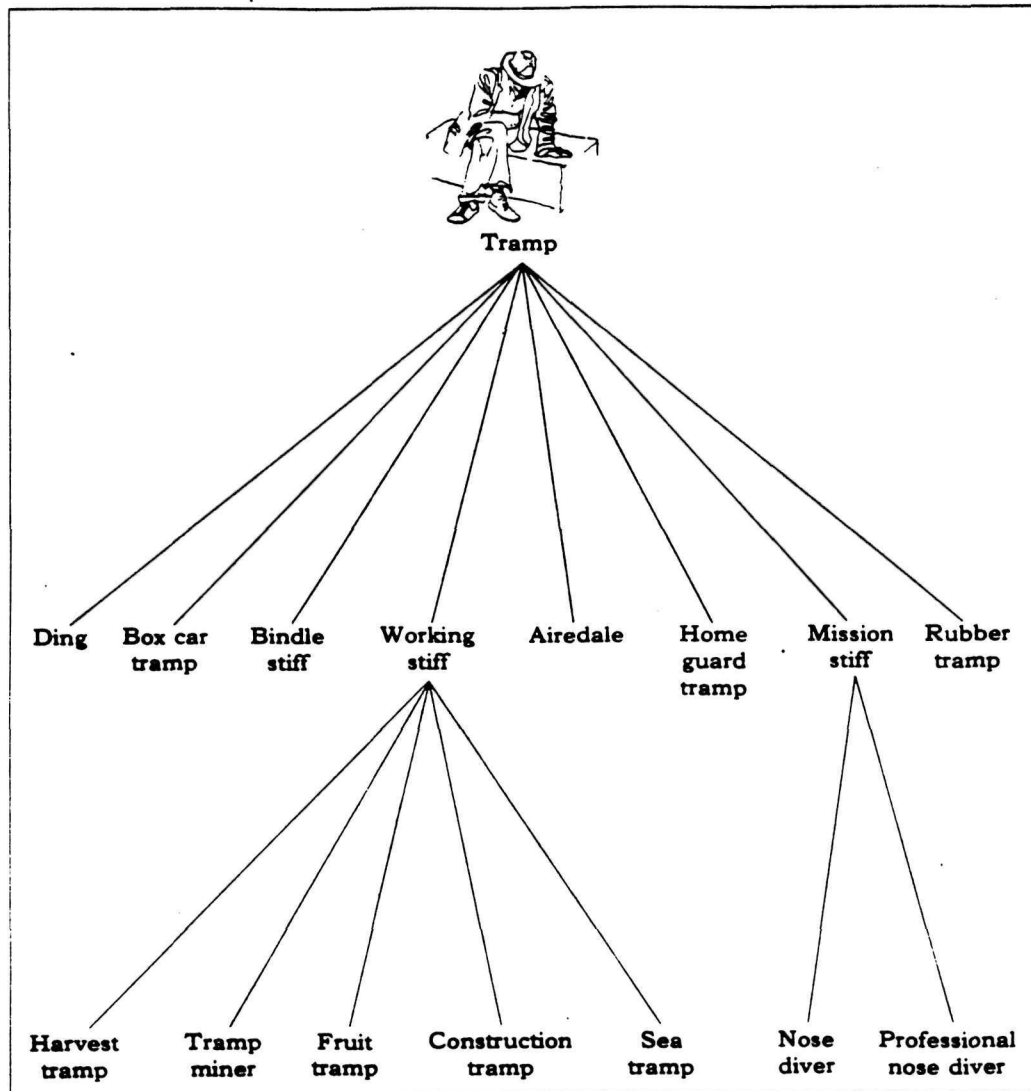 Tramp
Ding
Box car
tramp
Bindle
stiff
Working
stiff
Airedale
Home
guard
tramp
Mission
stiff
Rubber
tramp
Harvest
tramp
Tramp
miner
Fruit
tramp
Construction
tramp
Sea
tramp
Nose
diver
Professional
nose diver